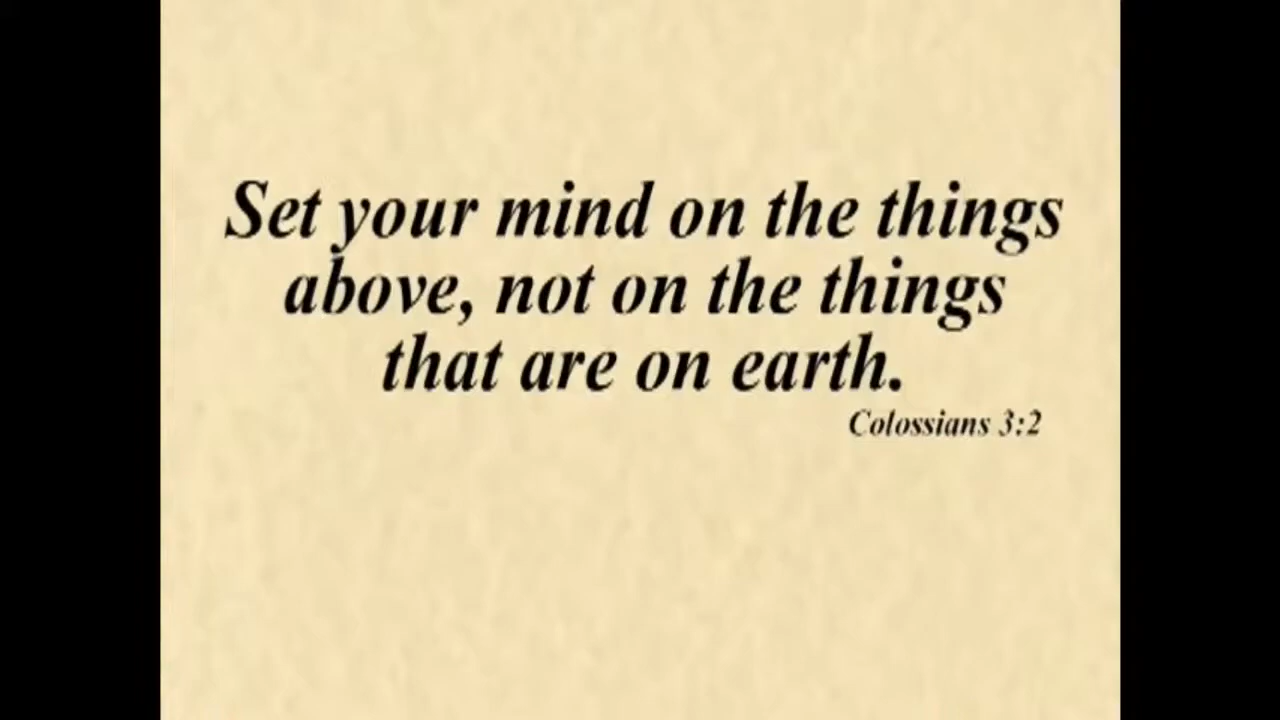 Set your mind on the things
above, not on the things
that are on earth.
Colossians 3:2